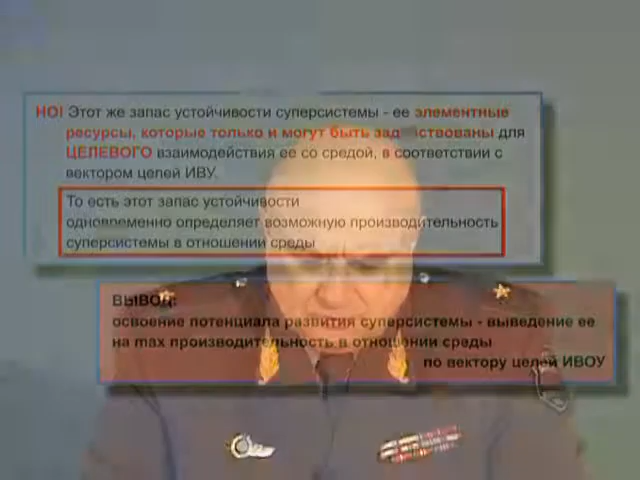 НО! Этот же запас устойчивости суперсистемы - ее элементные
ресурсы, которые только и могут быть задействованы для
ЦЕЛЕВОГО взаимодействия ее со средой, в соответствии с
вектором целей ИВУ.
То есть этот запас устойчивости
одновременно определяет возможную производительность
суперсистемы в отношении среды
ВЫВОД:
освоение потенциала развития суперсистемы - выведение ее
на max производительность в отношении среды
по вектору целей ИВОУ